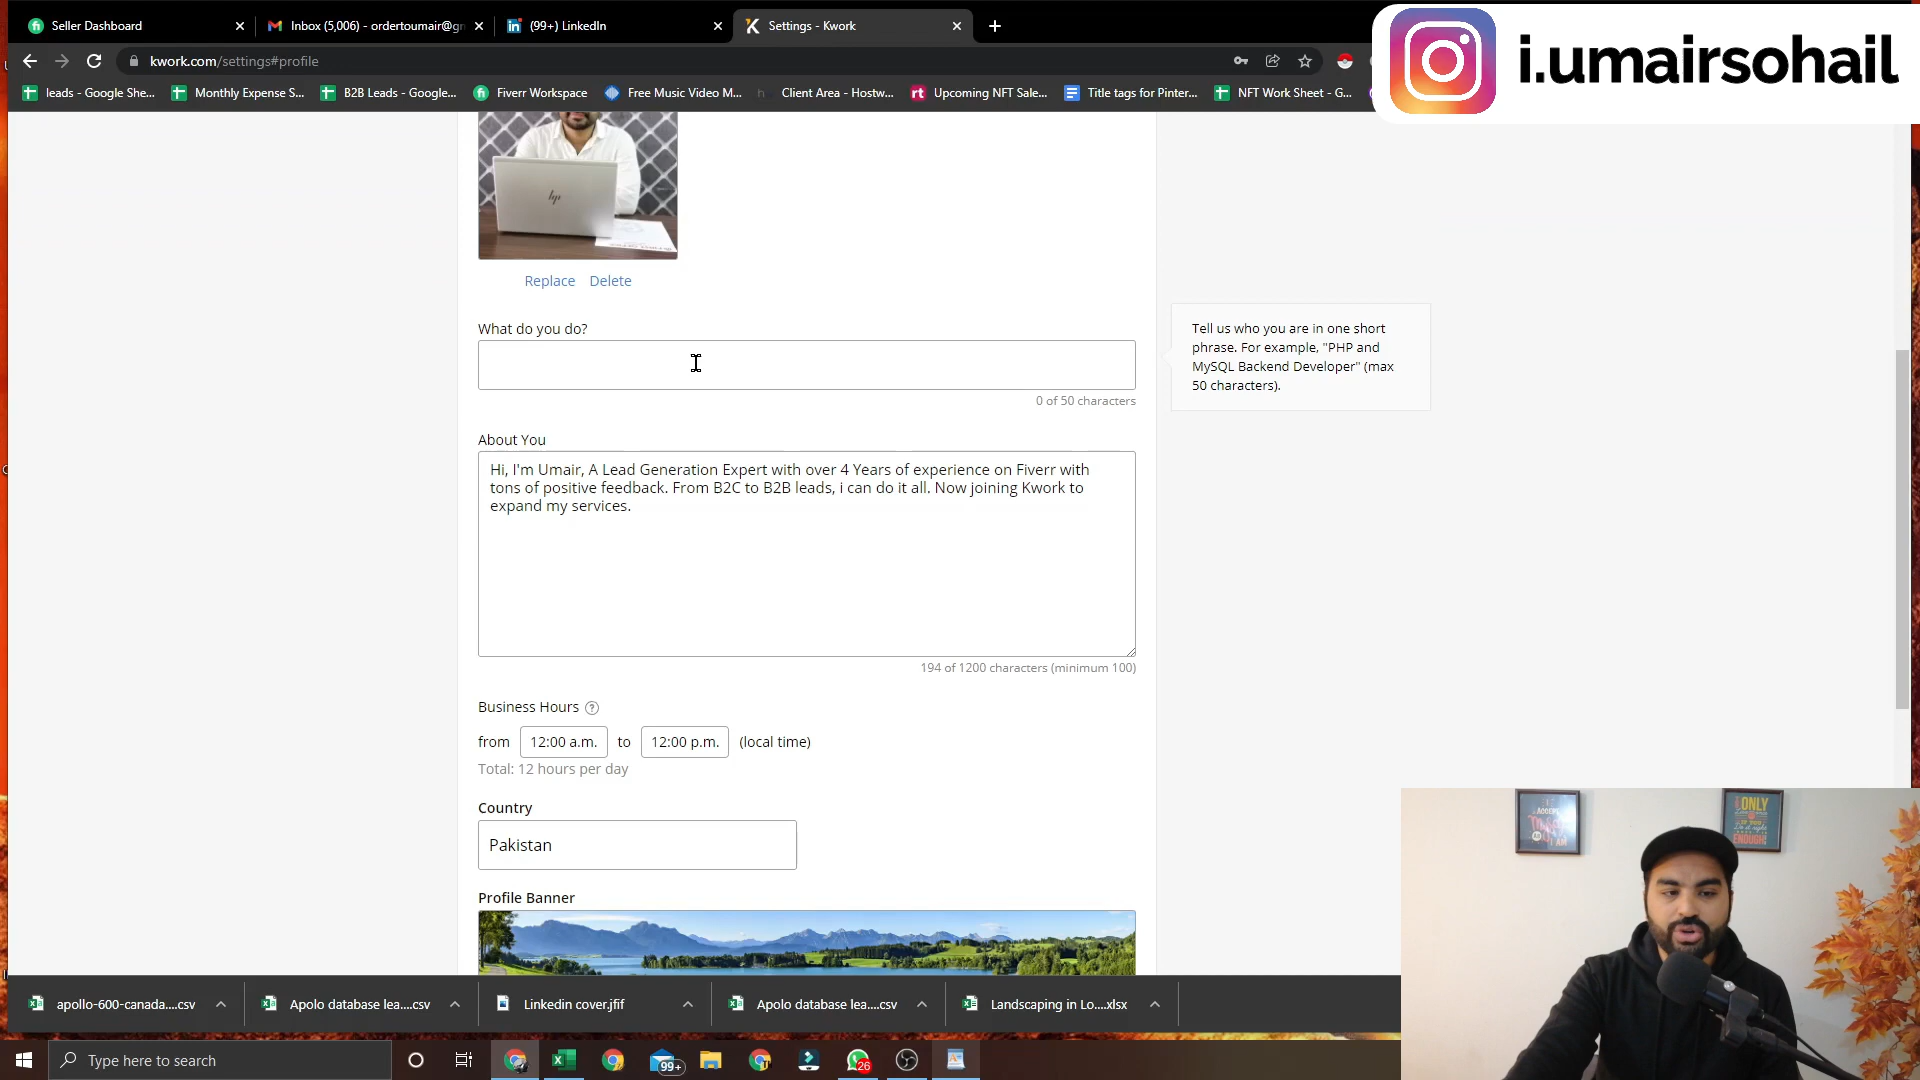 Seller Dashboard
Inbox (5,006) - ordertoumair@gn
(99+) LinkedIn
Settings - Kwork
i.umairsohail
kwork.com/settings#profile
leads - Google She...
Monthly Expense S...
B2B Leads - Google...
Fiverr Workspace
Free Music Video M...
Client Area - Hostw...
Upcoming NFT Sale...
Title tags for Pinter...
NFT Work Sheet - G...
hp
Replace
Delete
What do you do?
0 of 50 characters
Tell us who you are in one short
phrase. For example, "PHP and
MySQL Backend Developer" (max
50 characters).
About You
Hi, I'm Umair, A Lead Generation Expert with over 4 Years of experience on Fiverr with
tons of positive feedback. From B2C to B2B leads, i can do it all. Now joining Kwork to
expand my services.
194 of 1200 characters (minimum 100)
Business Hours ?
from 12:00 a.m. to 12:00 p.m. (local time)
Total: 12 hours per day
Country
Pakistan
Profile Banner
apollo-600-canada....csv
Apolo database lea....csv
Linkedin cover.jfif
Apolo database lea....csv
Landscaping in Lo....xlsx
Type here to search
99+
26